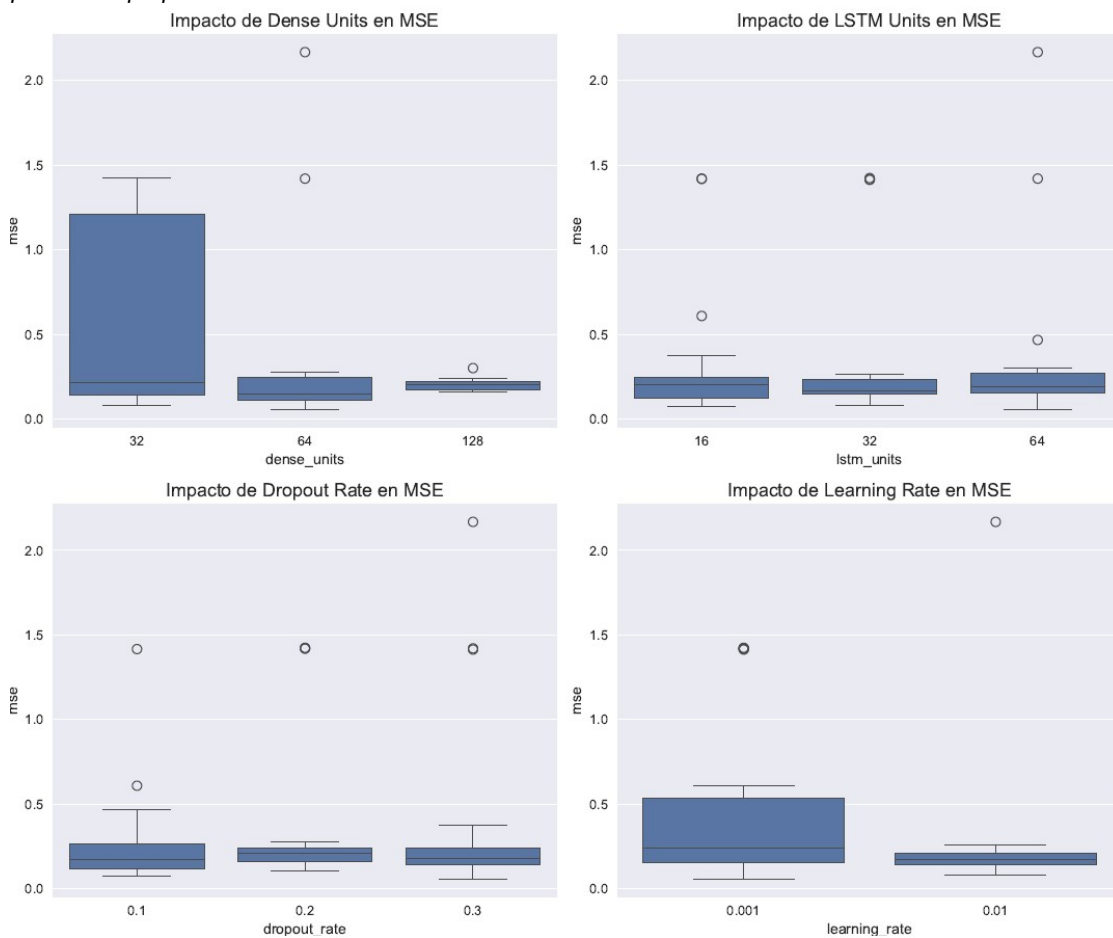 Impacto de Dense Units en MSE
2.0
1.5
1.0
0.5
0.0
mse
32
64
128
dense_units
Impacto de LSTM Units en MSE
2.0
1.5
1.0
0.5
0.0
mse
16
32
64
lstm_units
Impacto de Dropout Rate en MSE
2.0
1.5
1.0
0.5
0.0
mse
0.1
0.2
0.3
dropout_rate
Impacto de Learning Rate en MSE
2.0
1.5
1.0
0.5
0.0
mse
0.001
0.01
learning_rate